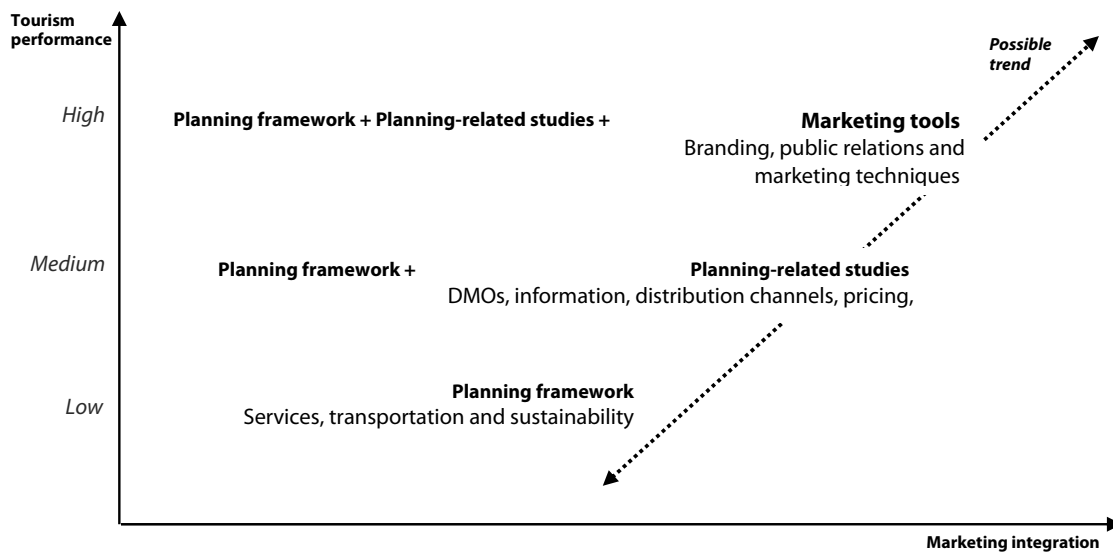 Tourism
performance
Possible
trend
High
Planning framework + Planning-related studies +
Marketing tools
Branding, public relations and
marketing techniques
Medium
Planning framework +
Planning-related studies
DMOs, information, distribution channels, pricing,
Low
Planning framework
Services, transportation and sustainability
Marketing integration